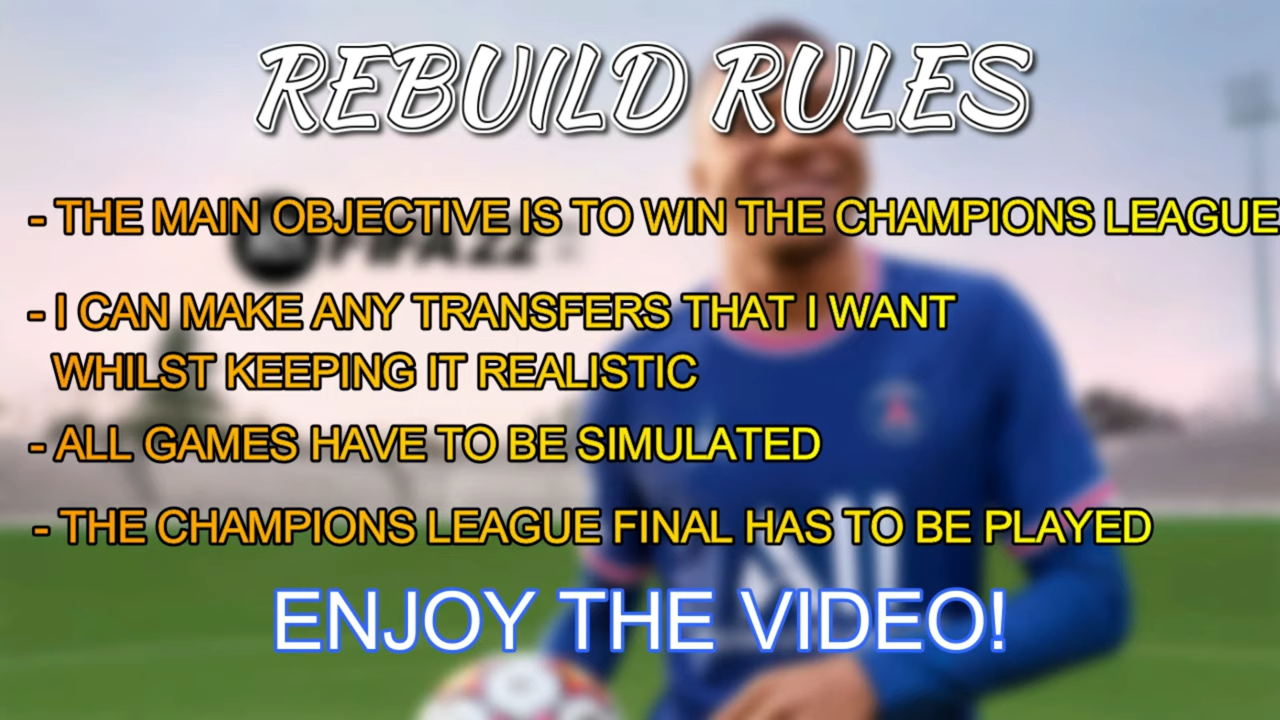 REBUILD RULES
- THE MAIN OBJECTIVE IS TO WIN THE CHAMPIONS LEAGUE
FIFA 22
- I CAN MAKE ANY TRANSFERS THAT I WANT
WHILST KEEPING IT REALISTIC
- ALL GAMES HAVE TO BE SIMULATED
- THE CHAMPIONS LEAGUE FINAL HAS TO BE PLAYED
ENJOY THE VIDEO!